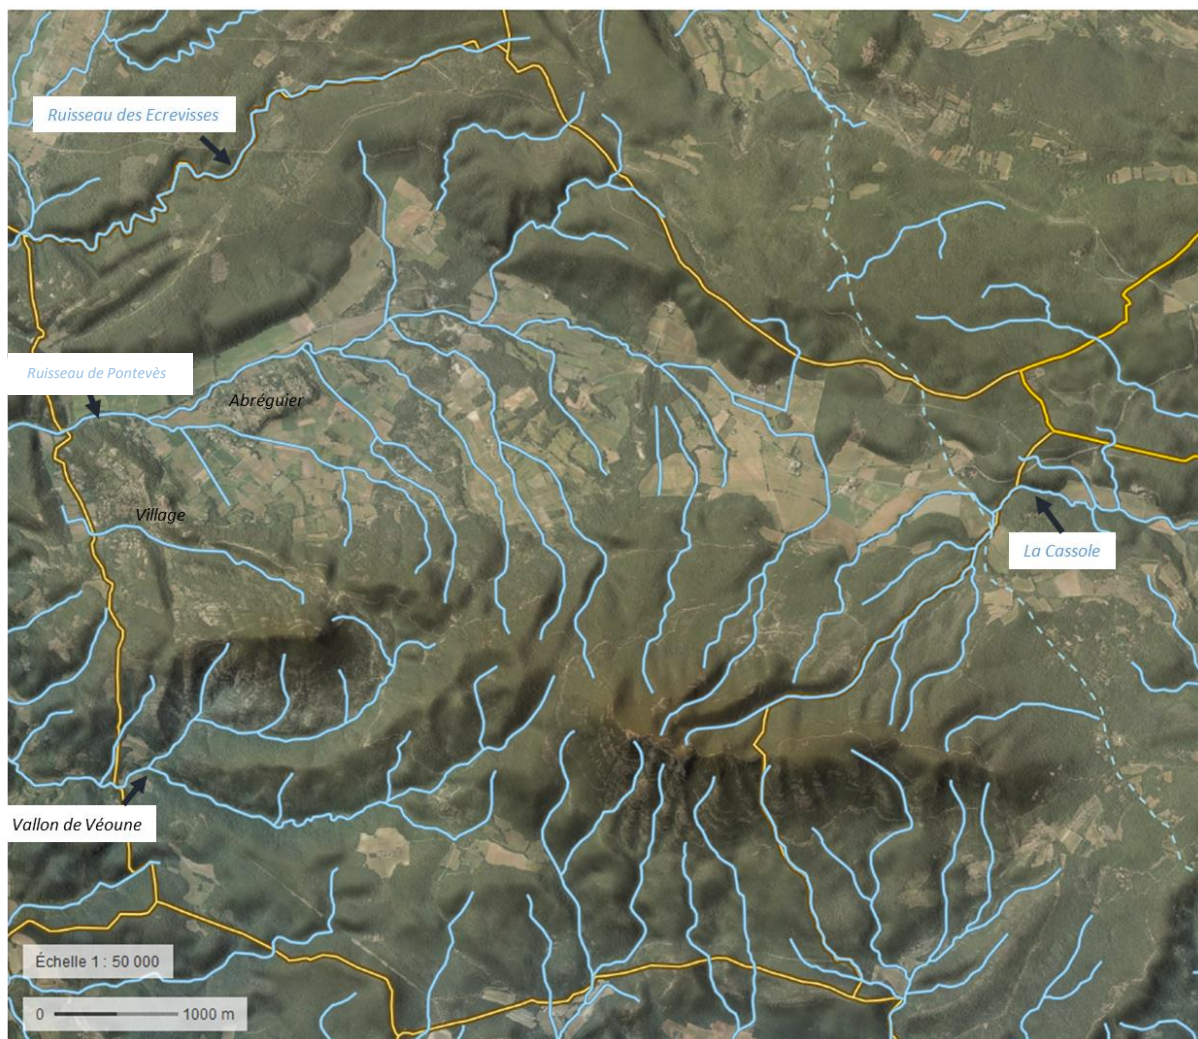 Ruisseau des Ecrevisses
Ruisseau de Pontevès
Abréguier
Village
La Cassole
Vallon de Véoune
Échelle 1 : 50 000
0 1000 m